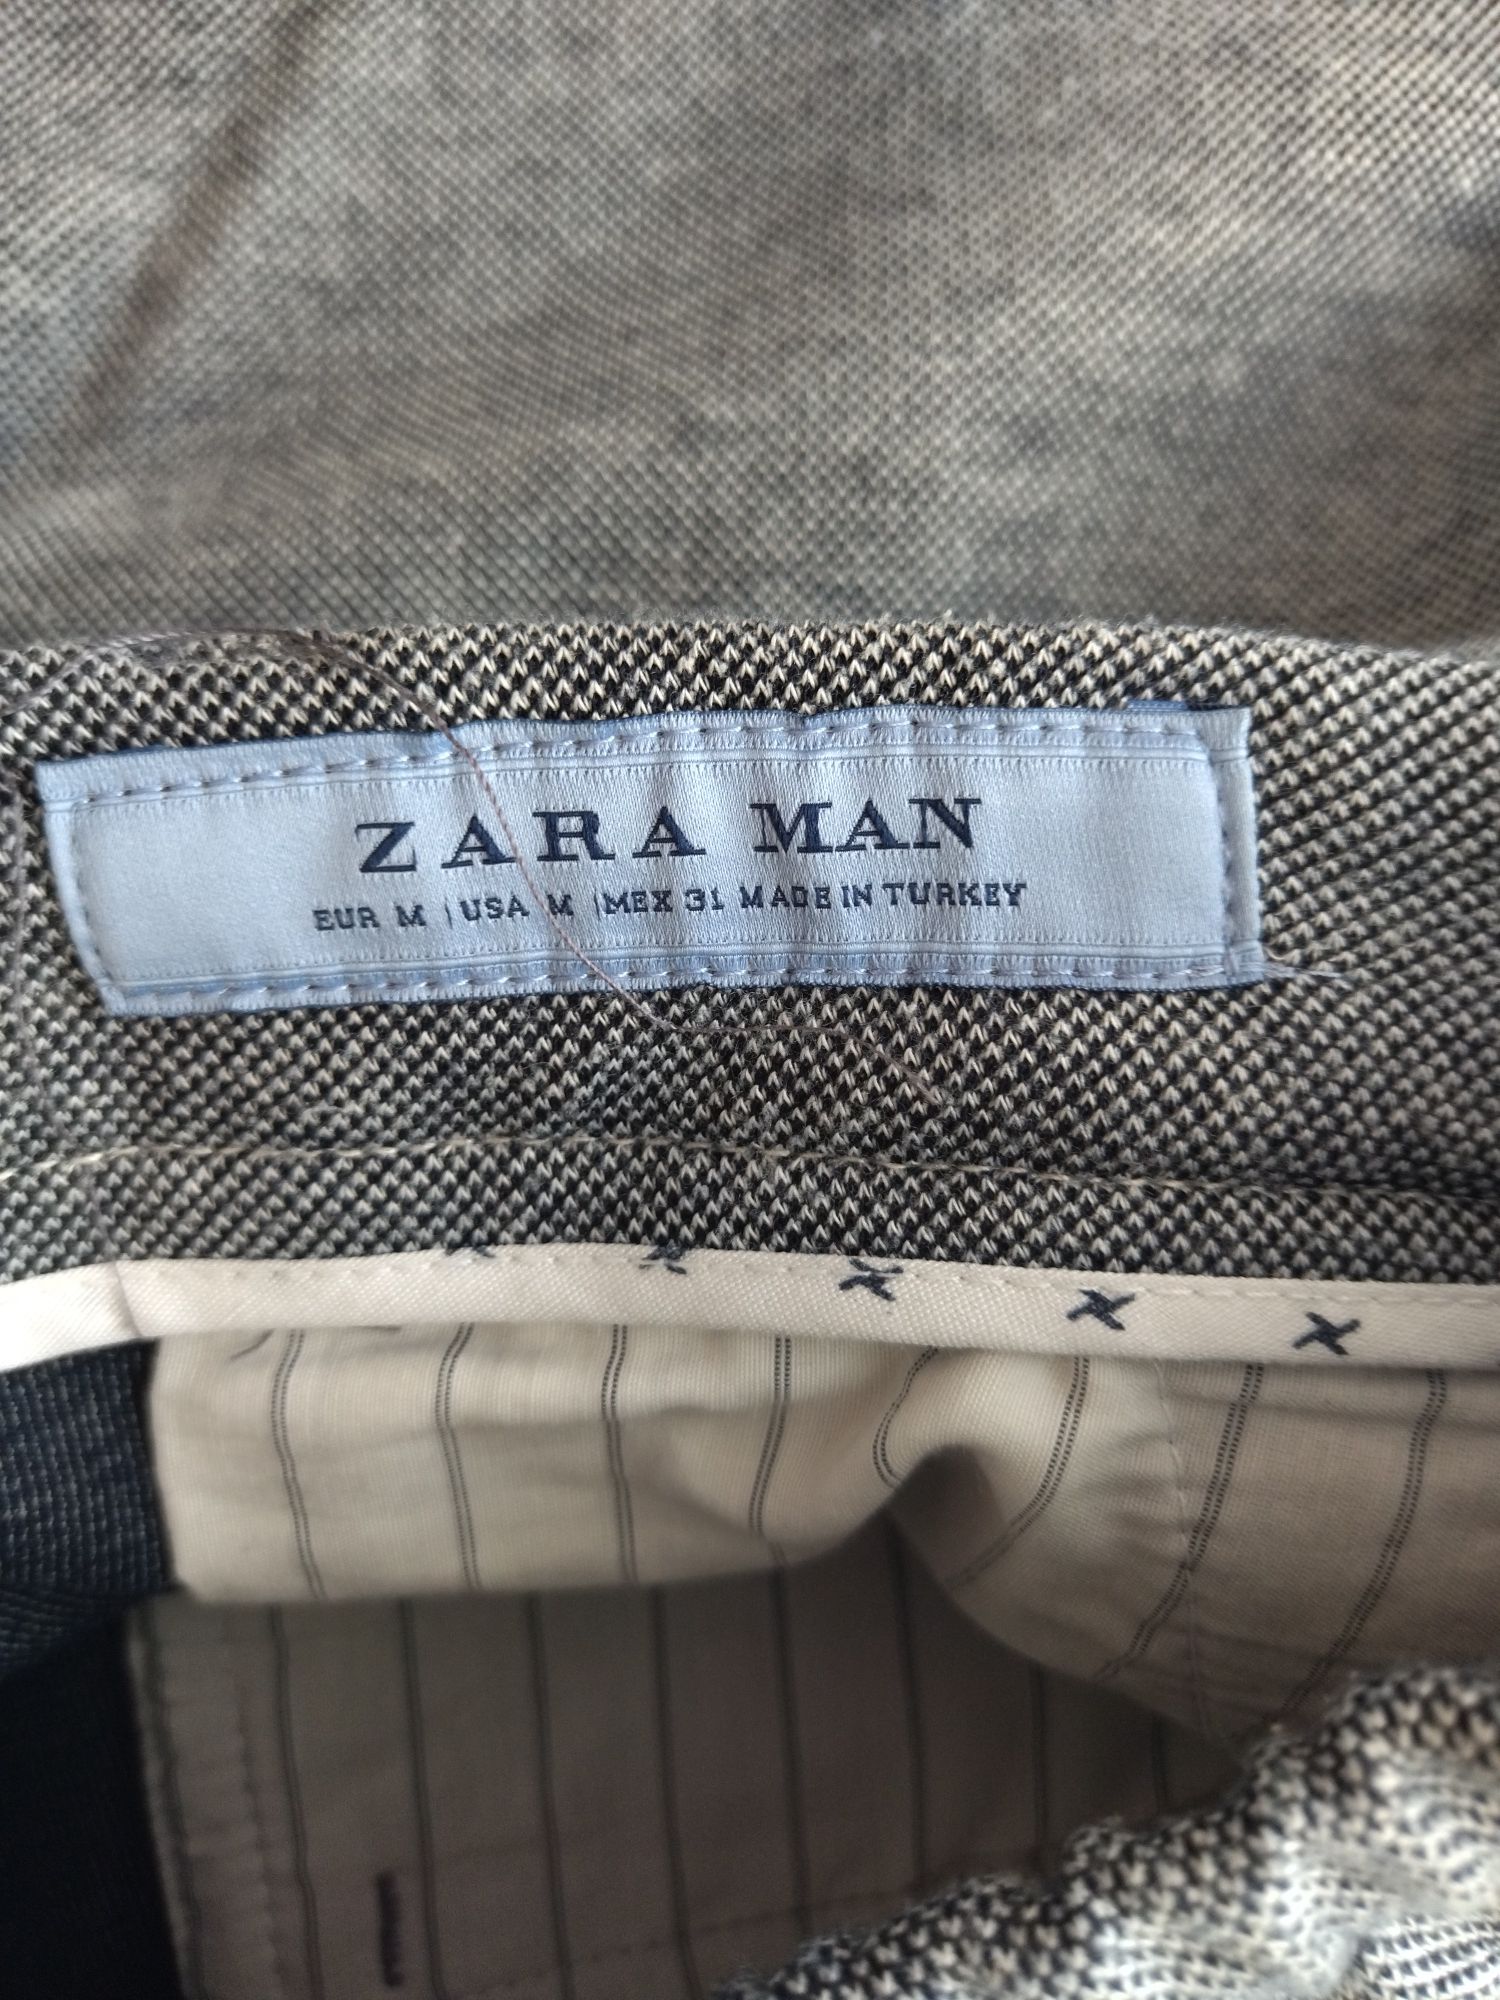 ZARA MAN
EUR M | USA M | MEX 31 MADE IN TURKEY